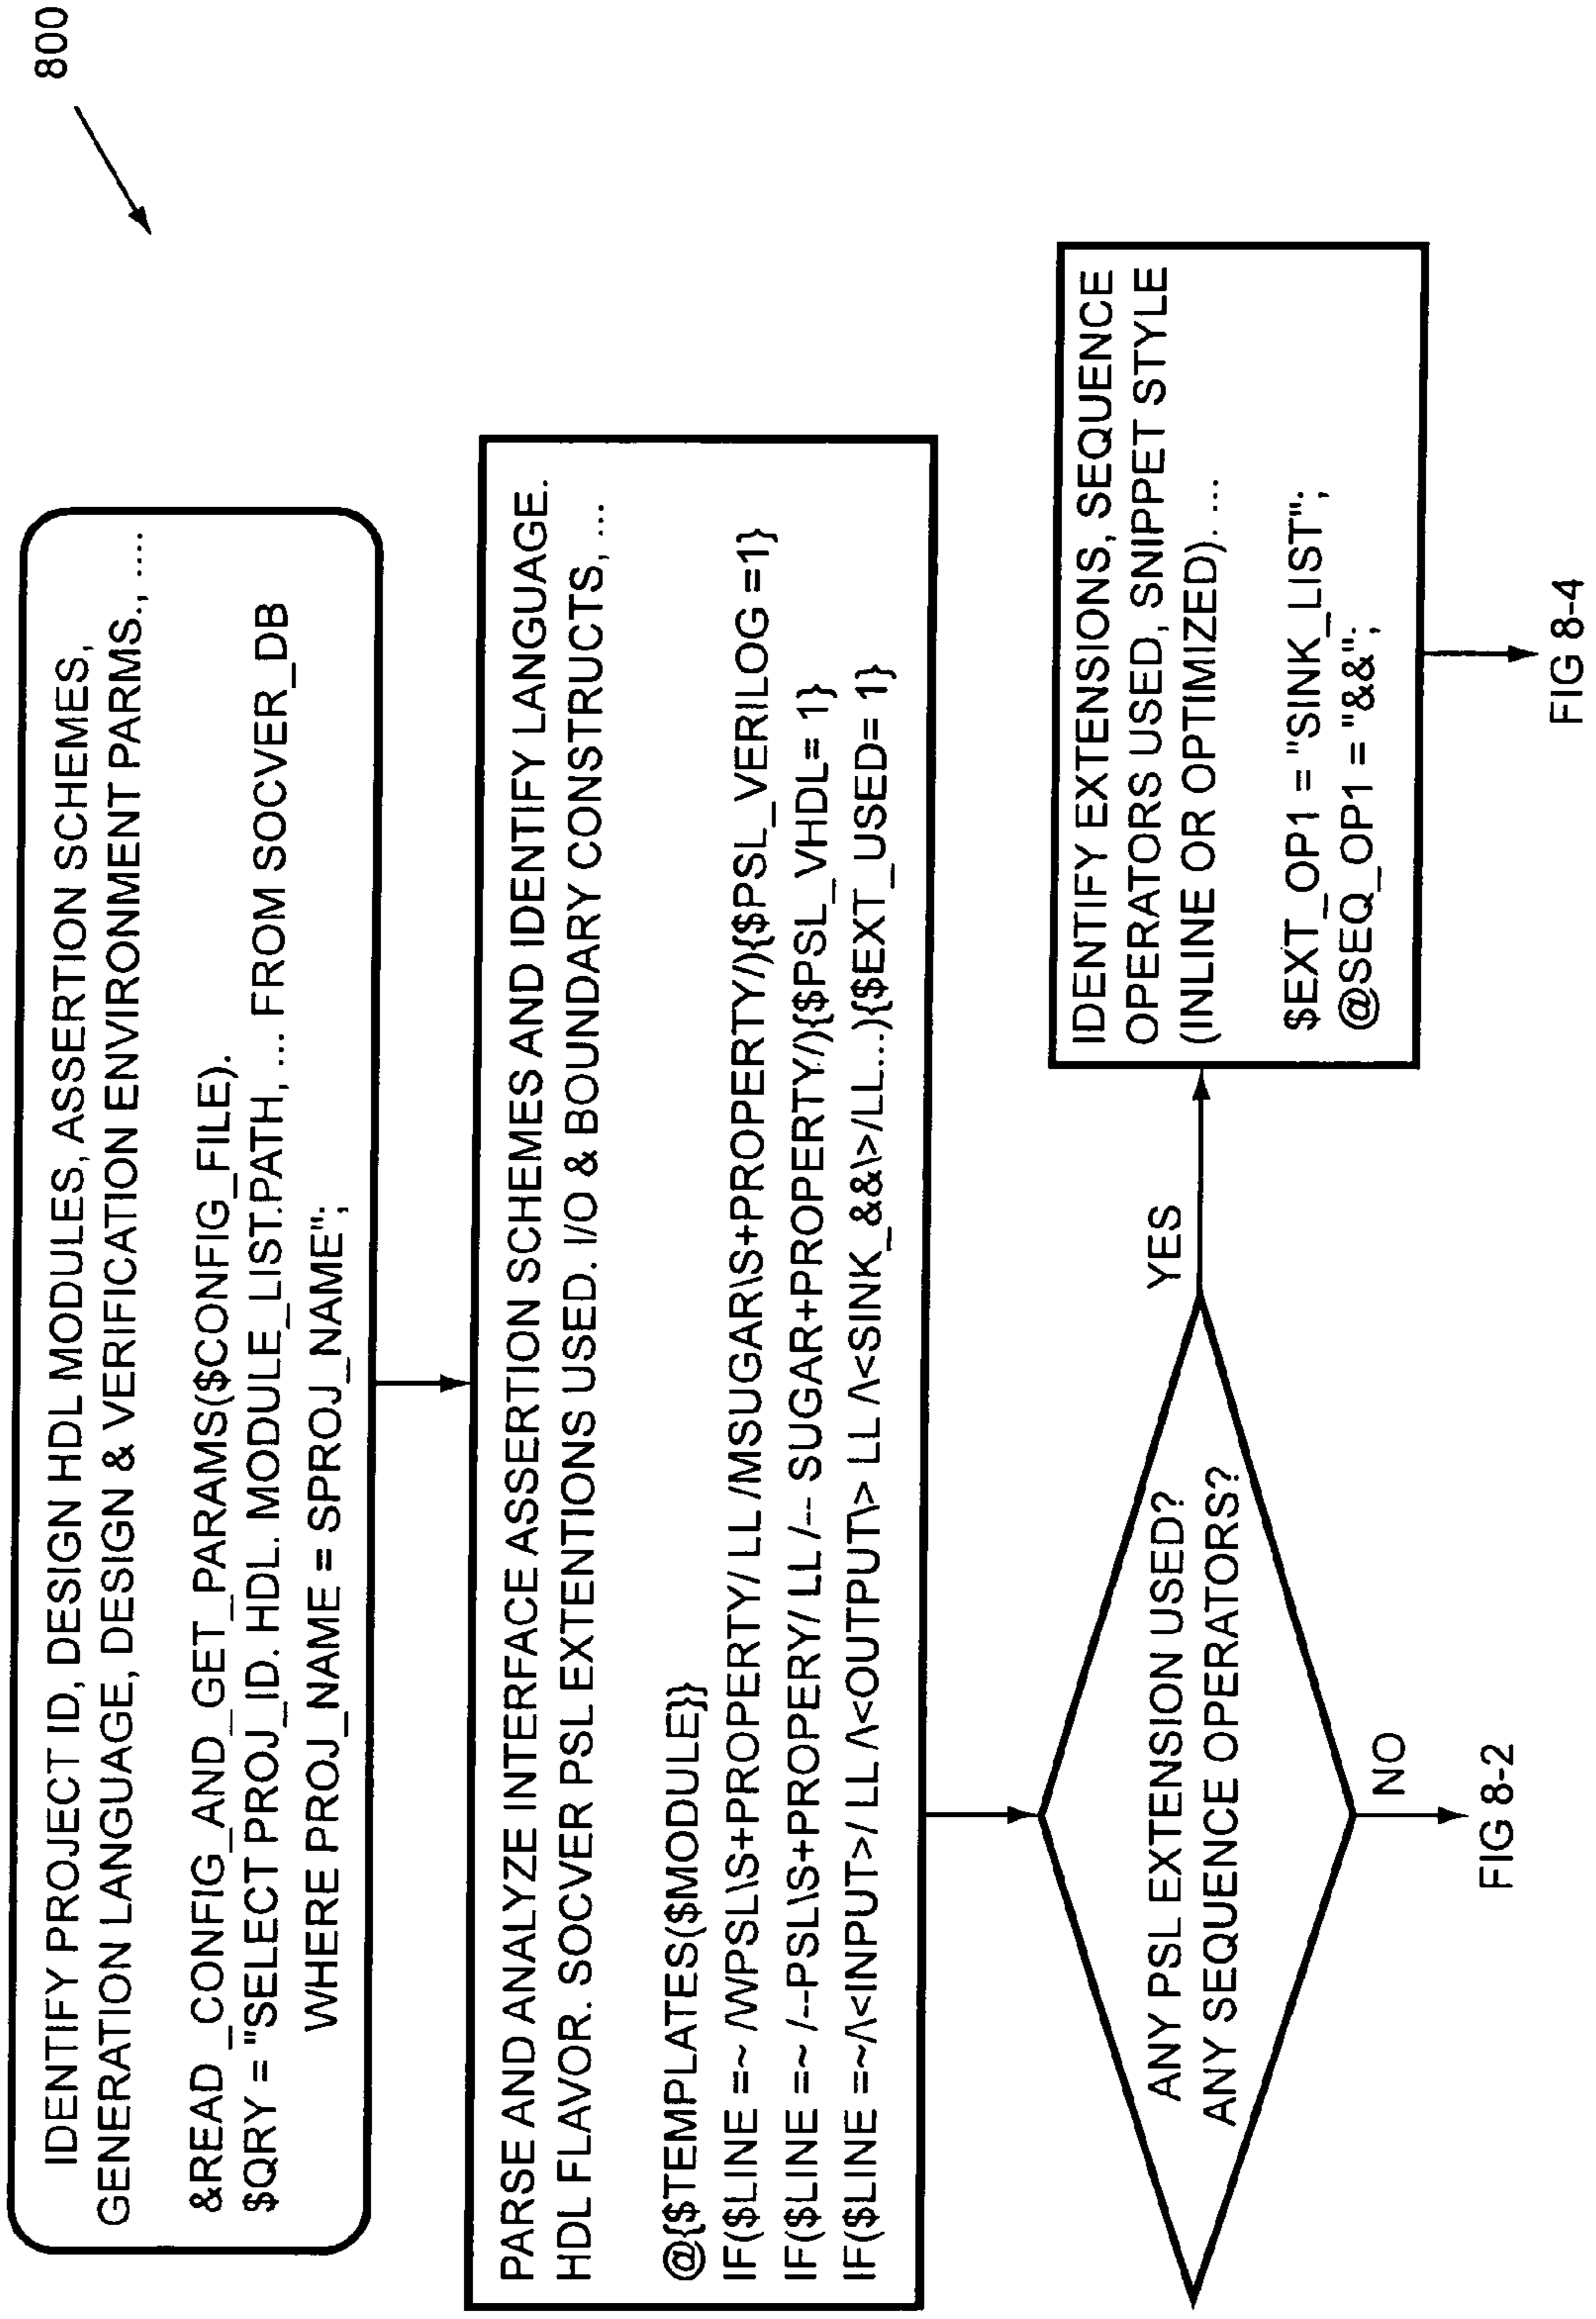 800
IDENTIFY PROJECT ID, DESIGN HDL MODULES, ASSERTION SCHEMES,
GENERATION LANGUAGE, DESIGN & VERIFICATION ENVIRONMENT PARMS., ....
&READ_CONFIG_AND_GET_PARAMS($CONFIG_FILE).
$QRY = "SELECT PROJ_ID. HDL. MODULE_LIST.PATH, ... FROM SOCVER_DB
WHERE PROJ_NAME = SPROJ_NAME";
PARSE AND ANALYZE INTERFACE ASSERTION SCHEMES AND IDENTIFY LANGUAGE.
HDL FLAVOR. SOCVER PSL EXTENTIONS USED. I/O & BOUNDARY CONSTRUCTS, ...
@{$TEMPLATES($MODULE}}
IF($LINE =~ /\/\/PSL\\S+PROPERTY/ LL /MSUGAR\S+PROPERTY/){$PSL_VERILOG =1}
IF($LINE =~ /--PSL\\S+PROPERY/ LL /-- SUGAR+PROPERTY/){$PSL_VHDL= 1}
IF($LINE =~/\<INPUT>/ LL /\<OUTPUT\> LL /\<SINK_&&\>/LL...){$EXT_USED= 1}
ANY PSL EXTENSION USED?
ANY SEQUENCE OPERATORS?
YES
NO
IDENTIFY EXTENSIONS, SEQUENCE
OPERATORS USED, SNIPPET STYLE
(INLINE OR OPTIMIZED). ...
$EXT_OP1 = "SINK_LIST";
@SEQ_OP1 = "&&";
FIG 8-2
FIG 8-4